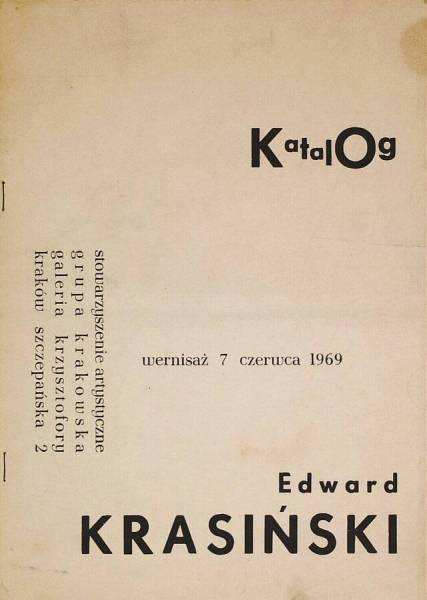 KatalOg
stowarzyszenie artystyczne
grupa krakowska
galeria krzysztofory
kraków szczepańska 2
wernisaż 7 czerwca 1969
Edward
KRASIŃSKI